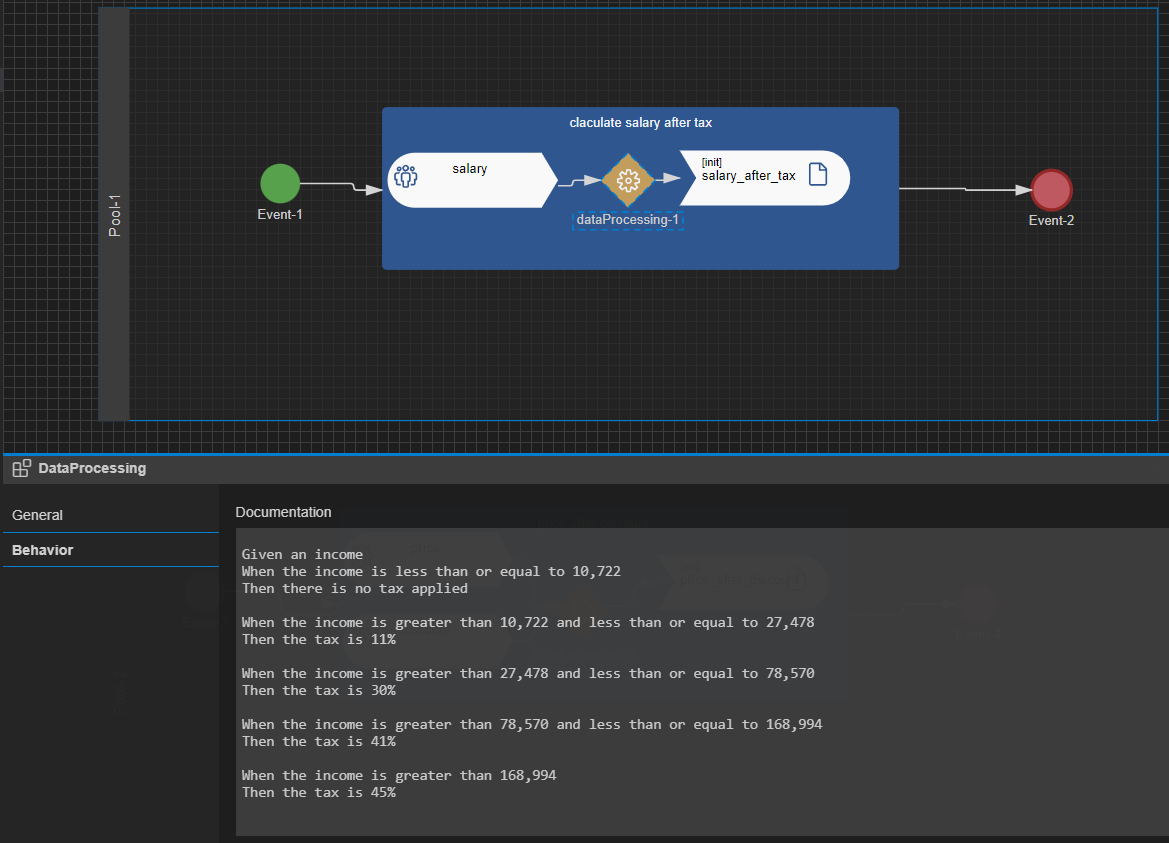 Pool-1
claculate salary after tax
salary
[init]
salary_after_tax
dataProcessing-1
Event-1
Event-2
DataProcessing
General
Behavior
Documentation
Given an income
When the income is less than or equal to 10,722
Then there is no tax applied
When the income is greater than 10,722 and less than or equal to 27,478
Then the tax is 11%
When the income is greater than 27,478 and less than or equal to 78,570
Then the tax is 30%
When the income is greater than 78,570 and less than or equal to 168,994
Then the tax is 41%
When the income is greater than 168,994
Then the tax is 45%